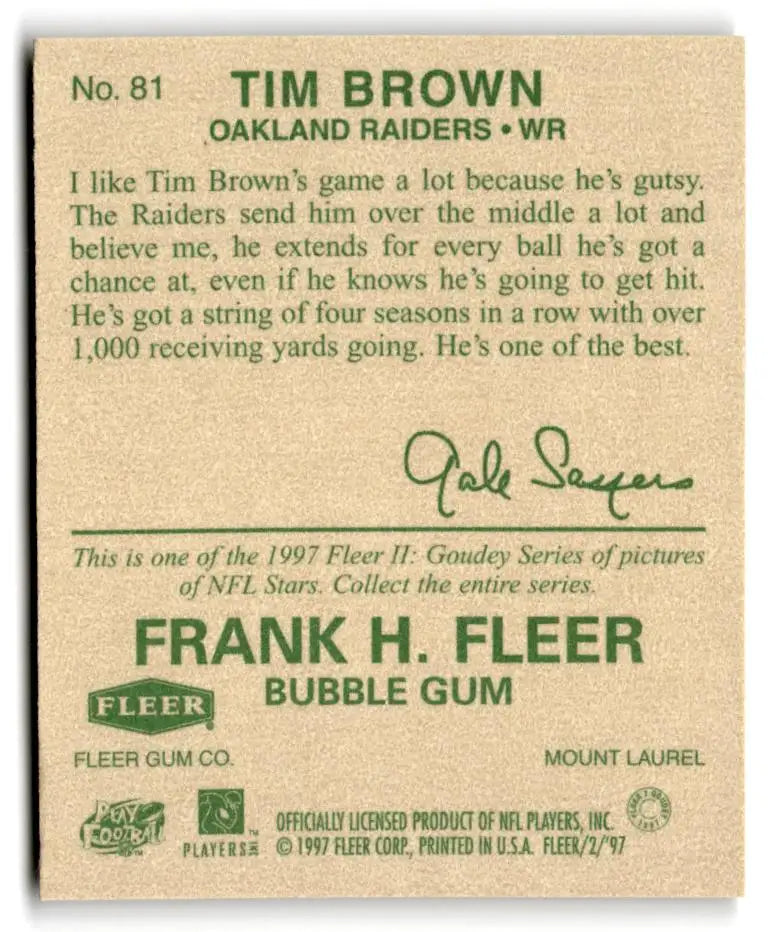 No. 81
TIM BROWN
OAKLAND RAIDERS • WR
I like Tim Brown's game a lot because he's gutsy.
The Raiders send him over the middle a lot and
believe me, he extends for every ball he's got a
chance at, even if he knows he's going to get hit.
He's got a string of four seasons in a row with over
1,000 receiving yards going. He's one of the best.
Gale Sayers
This is one of the 1997 Fleer II: Goudey Series of pictures
of NFL Stars. Collect the entire series.
FRANK H. FLEER
BUBBLE GUM
FLEER
FLEER GUM CO.
MOUNT LAUREL
PLAY
FOOTBALL
PLAYERS INC
OFFICIALLY LICENSED PRODUCT OF NFL PLAYERS, INC.
© 1997 FLEER CORP., PRINTED IN U.S.A. FLEER/2/'97